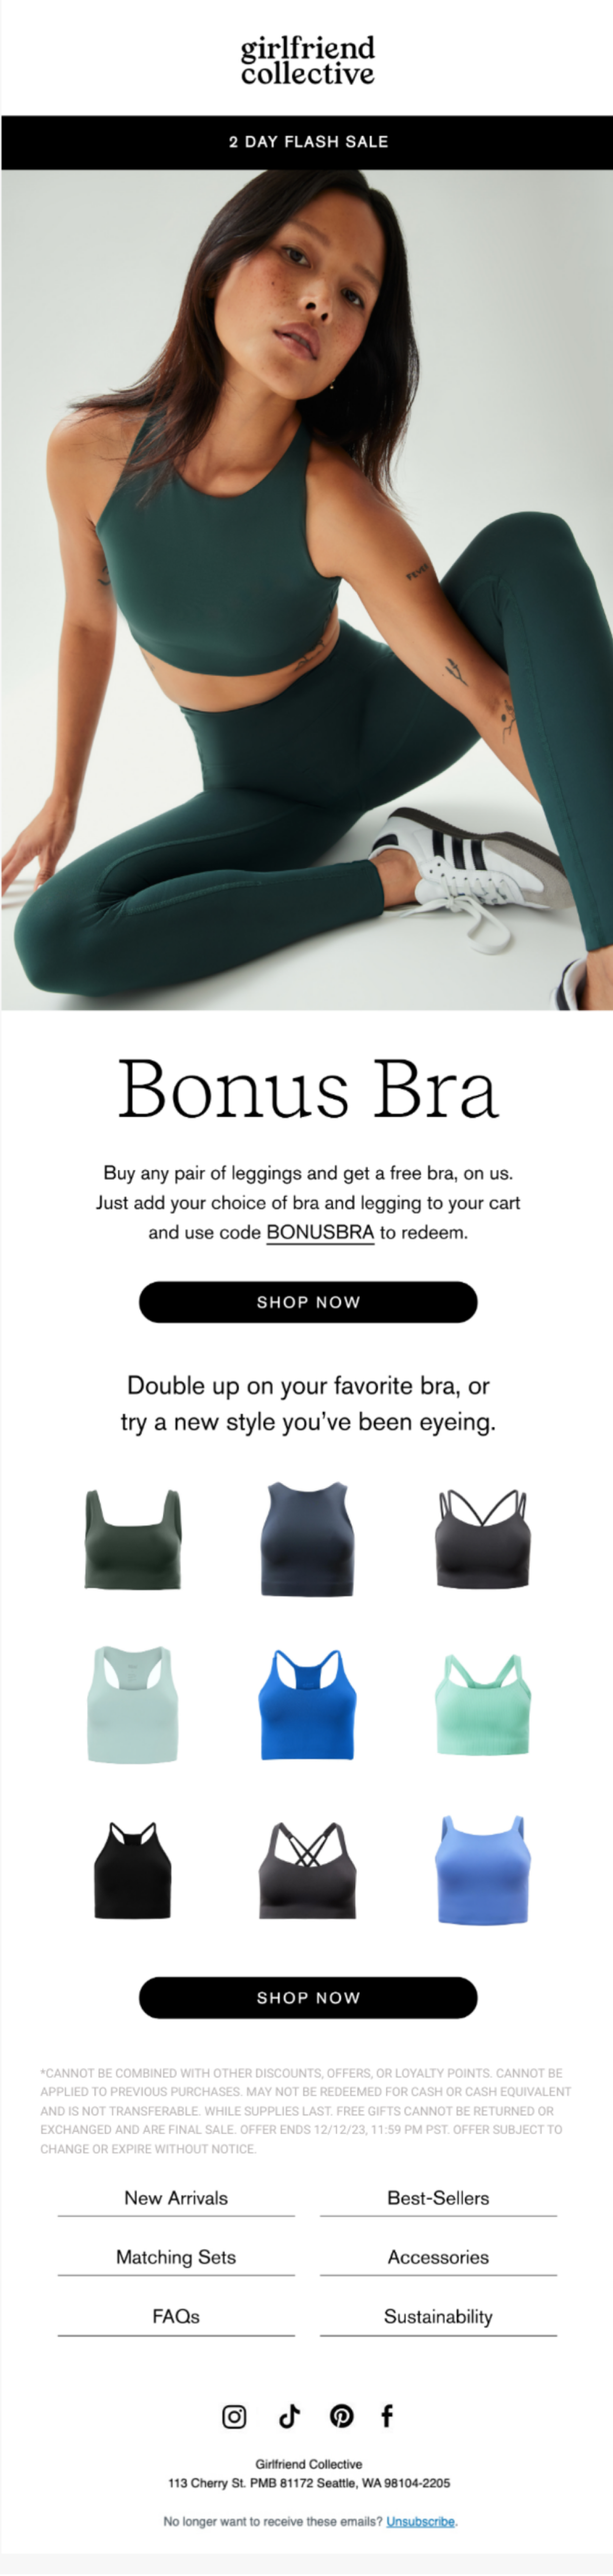 girlfriend
collective
2 DAY FLASH SALE
FEVER
Bonus Bra
Buy any pair of leggings and get a free bra, on us.
Just add your choice of bra and legging to your cart
and use code BONUSBRA to redeem.
SHOP NOW
Double up on your favorite bra, or
try a new style you’ve been eyeing.
SHOP NOW
*CANNOT BE COMBINED WITH OTHER DISCOUNTS, OFFERS, OR LOYALTY POINTS. CANNOT BE
APPLIED TO PREVIOUS PURCHASES. MAY NOT BE REDEEMED FOR CASH OR CASH EQUIVALENT
AND IS NOT TRANSFERABLE. WHILE SUPPLIES LAST. FREE GIFTS CANNOT BE RETURNED OR
EXCHANGED AND ARE FINAL SALE. OFFER ENDS 12/12/23, 11:59 PM PST. OFFER SUBJECT TO
CHANGE OR EXPIRE WITHOUT NOTICE.
New Arrivals
Best-Sellers
Matching Sets
Accessories
FAQs
Sustainability
Girlfriend Collective
113 Cherry St. PMB 81172 Seattle, WA 98104-2205
No longer want to receive these emails? Unsubscribe.